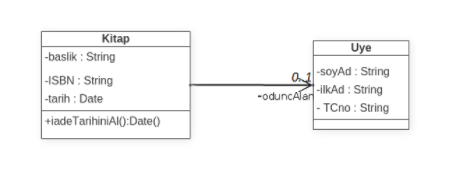 Kitap
-baslik : String
-ISBN : String
-tarih : Date
+iadeTarihiniAl():Date()
0..1
-oduncAlan
Uye
-soyAd : String
-ilkAd : String
- TCno : String